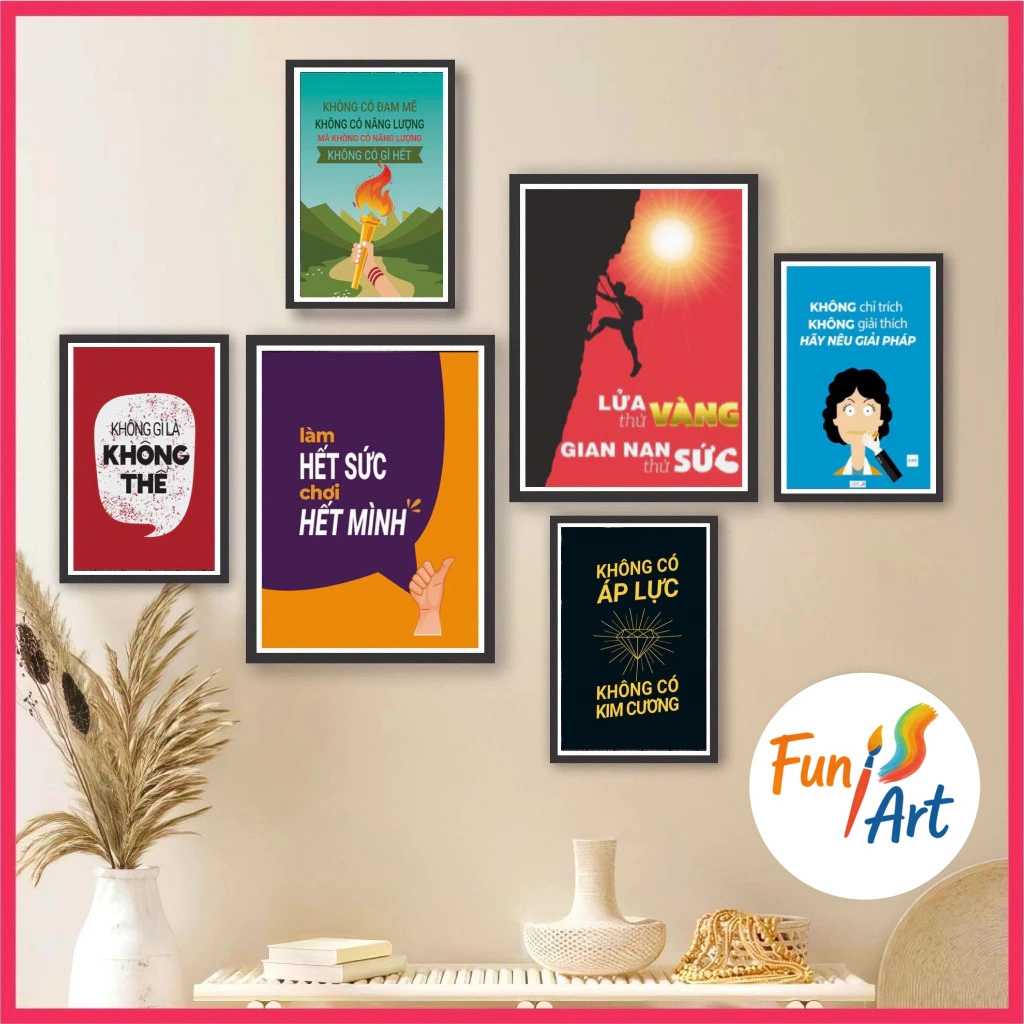 KHÔNG CÓ ĐAM MÊ
KHÔNG CÓ NĂNG LƯỢNG
MÀ KHÔNG CÓ NĂNG LƯỢNG
KHÔNG CÓ GÌ HẾT
KHÔNG GÌ LÀ
KHÔNG
THỂ
làm
HẾT SỨC
chơi
HẾT MÌNH
LỬA
thử VÀNG
GIAN NAN
thử SỨC
KHÔNG chỉ trích
KHÔNG giải thích
HÃY NÊU GIẢI PHÁP
KHÔNG CÓ
ÁP LỰC
KHÔNG CÓ
KIM CƯƠNG
Fun
Art